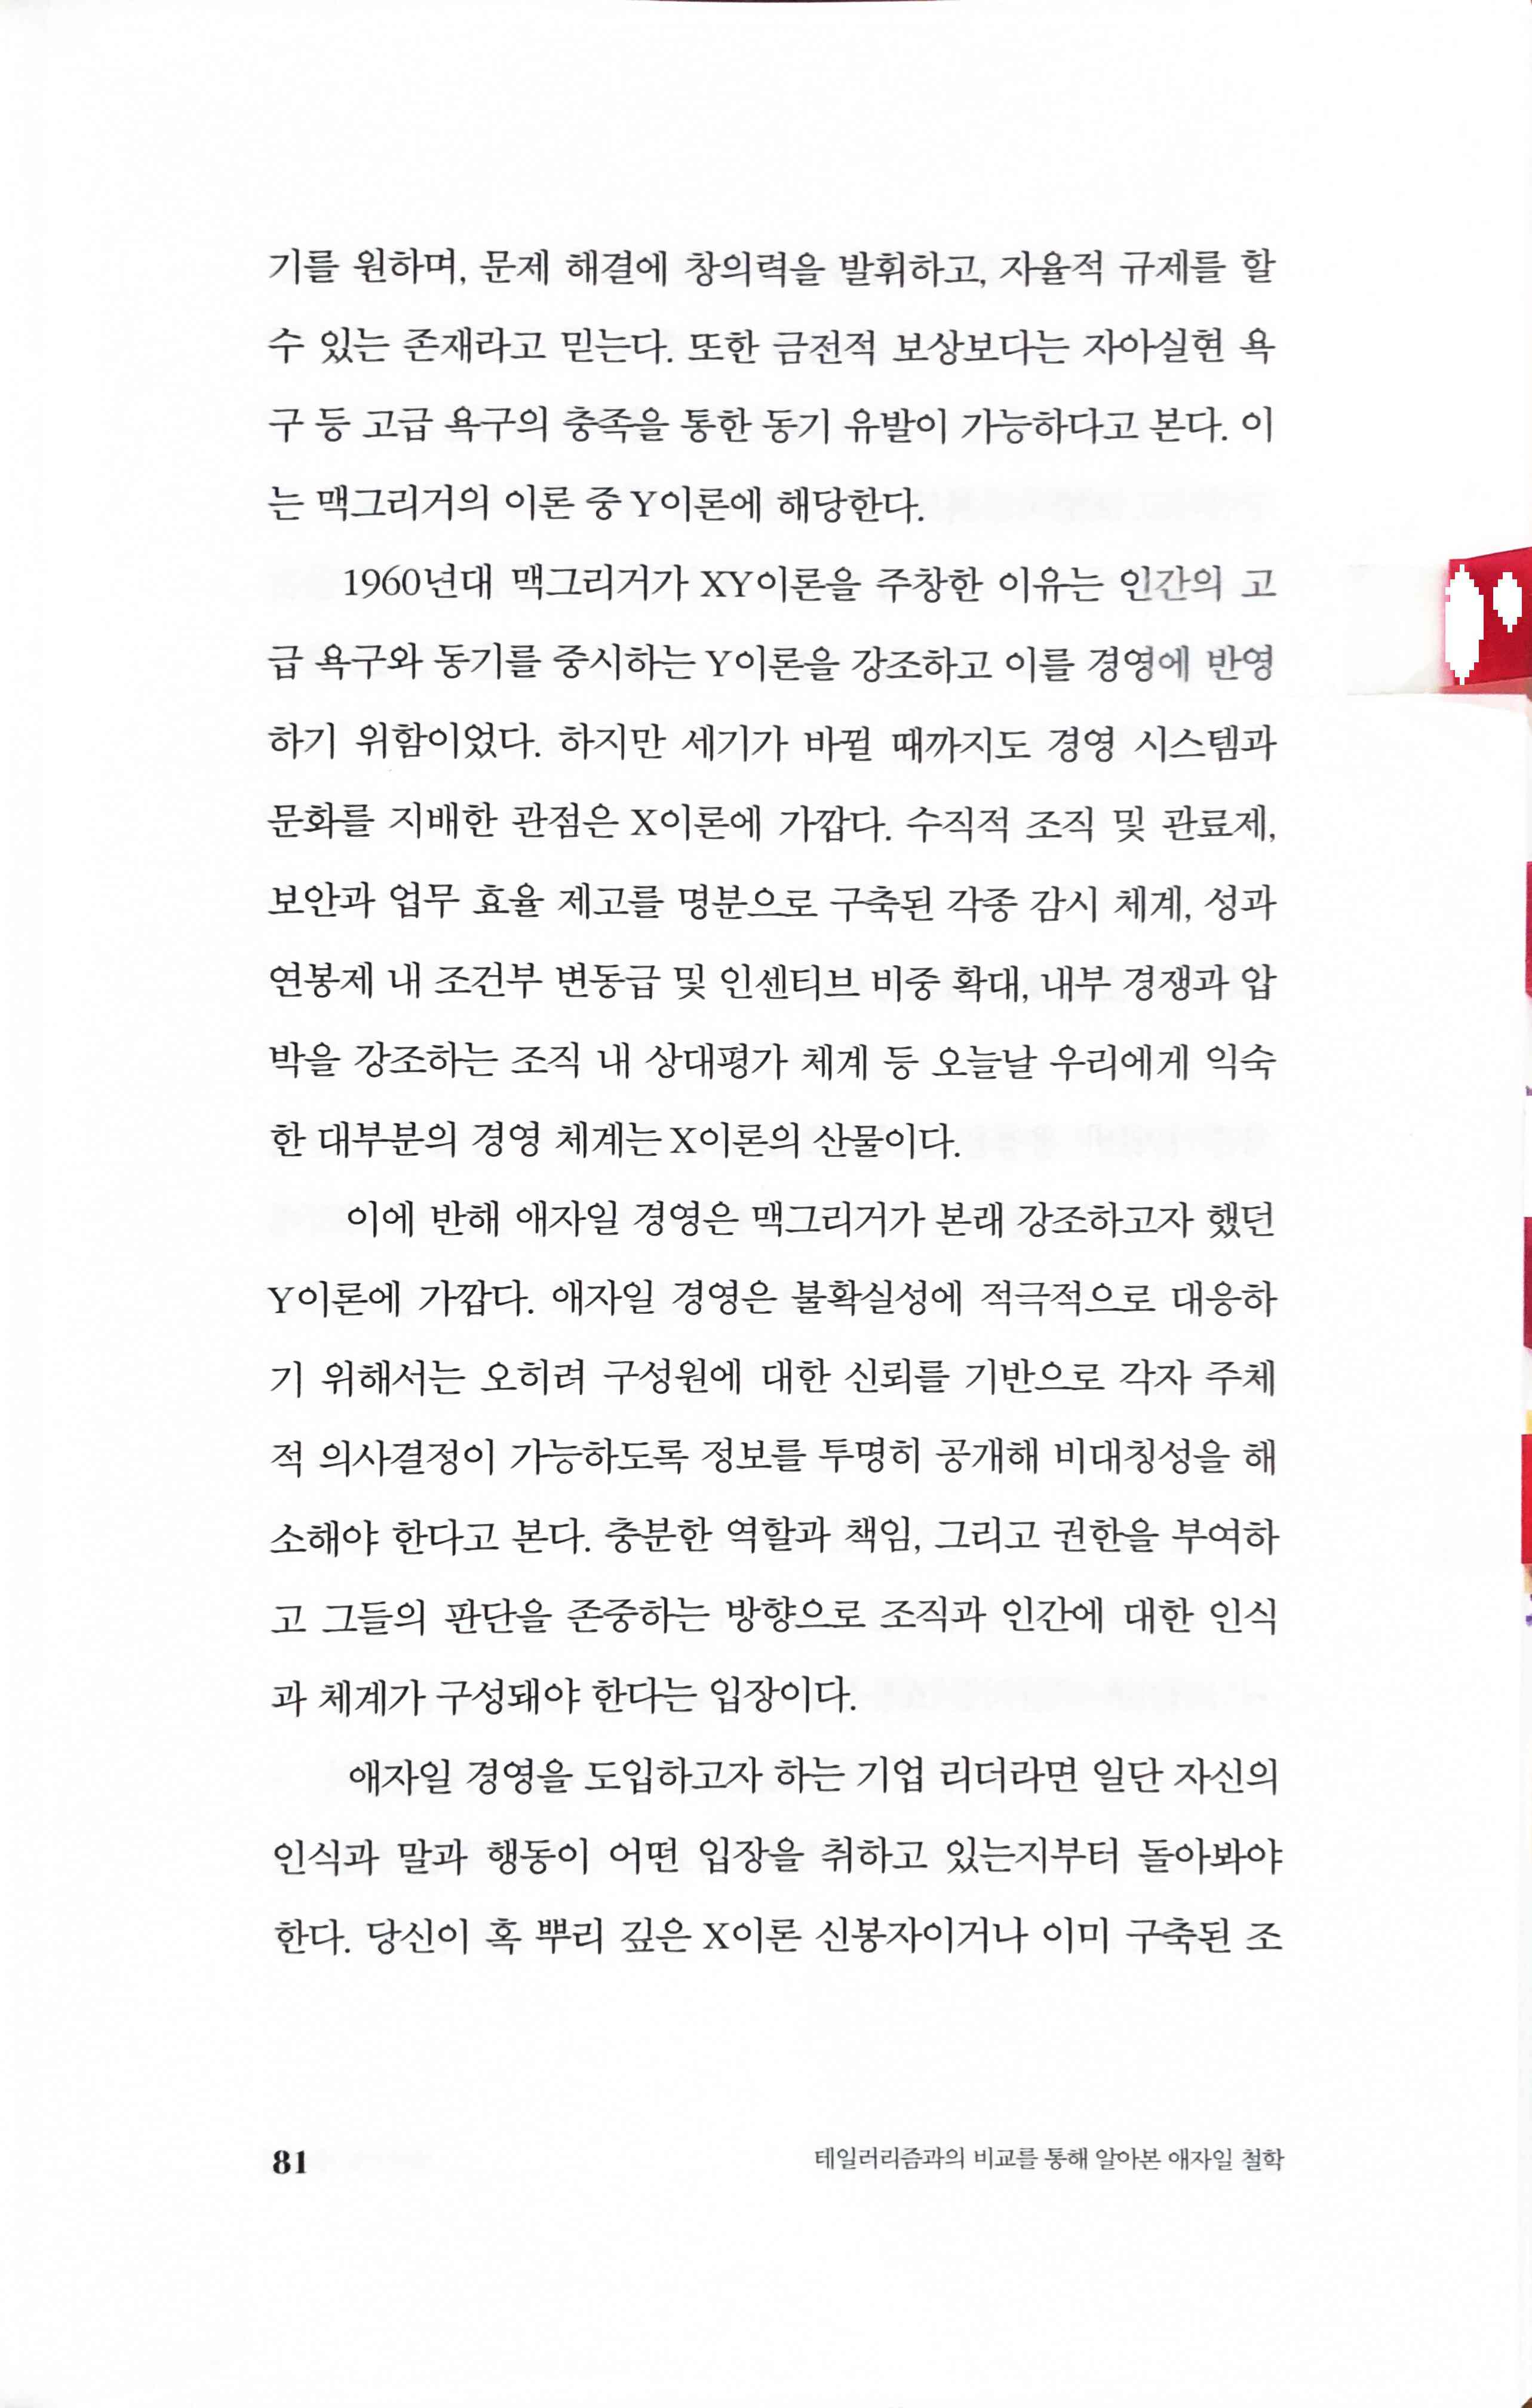 기를 원하며, 문제 해결에 창의력을 발휘하고, 자율적 규제를 할
수 있는 존재라고 믿는다. 또한 금전적 보상보다는 자아실현 욕
구 등 고급 욕구의 충족을 통한 동기 유발이 가능하다고 본다. 이
는 맥그리거의 이론 중 Y이론에 해당한다.
1960년대 맥그리거가 XY이론을 주창한 이유는 인간의 고
급 욕구와 동기를 중시하는 Y이론을 강조하고 이를 경영에 반영
하기 위함이었다. 하지만 세기가 바뀔 때까지도 경영 시스템과
문화를 지배한 관점은 X이론에 가깝다. 수직적 조직 및 관료제,
보안과 업무 효율 제고를 명분으로 구축된 각종 감시 체계, 성과
연봉제 내 조건부 변동급 및 인센티브 비중 확대, 내부 경쟁과 압
박을 강조하는 조직 내 상대평가 체계 등 오늘날 우리에게 익숙
한 대부분의 경영 체계는 X이론의 산물이다.
이에 반해 애자일 경영은 맥그리거가 본래 강조하고자 했던
Y이론에 가깝다. 애자일 경영은 불확실성에 적극적으로 대응하
기 위해서는 오히려 구성원에 대한 신뢰를 기반으로 각자 주체
적 의사결정이 가능하도록 정보를 투명히 공개해 비대칭성을 해
소해야 한다고 본다. 충분한 역할과 책임, 그리고 권한을 부여하
고 그들의 판단을 존중하는 방향으로 조직과 인간에 대한 인식
과 체계가 구성돼야 한다는 입장이다.
애자일 경영을 도입하고자 하는 기업 리더라면 일단 자신의
인식과 말과 행동이 어떤 입장을 취하고 있는지부터 돌아봐야
한다. 당신이 혹 뿌리 깊은 X이론 신봉자이거나 이미 구축된 조
81 테일러리즘과의 비교를 통해 알아본 애자일 철학